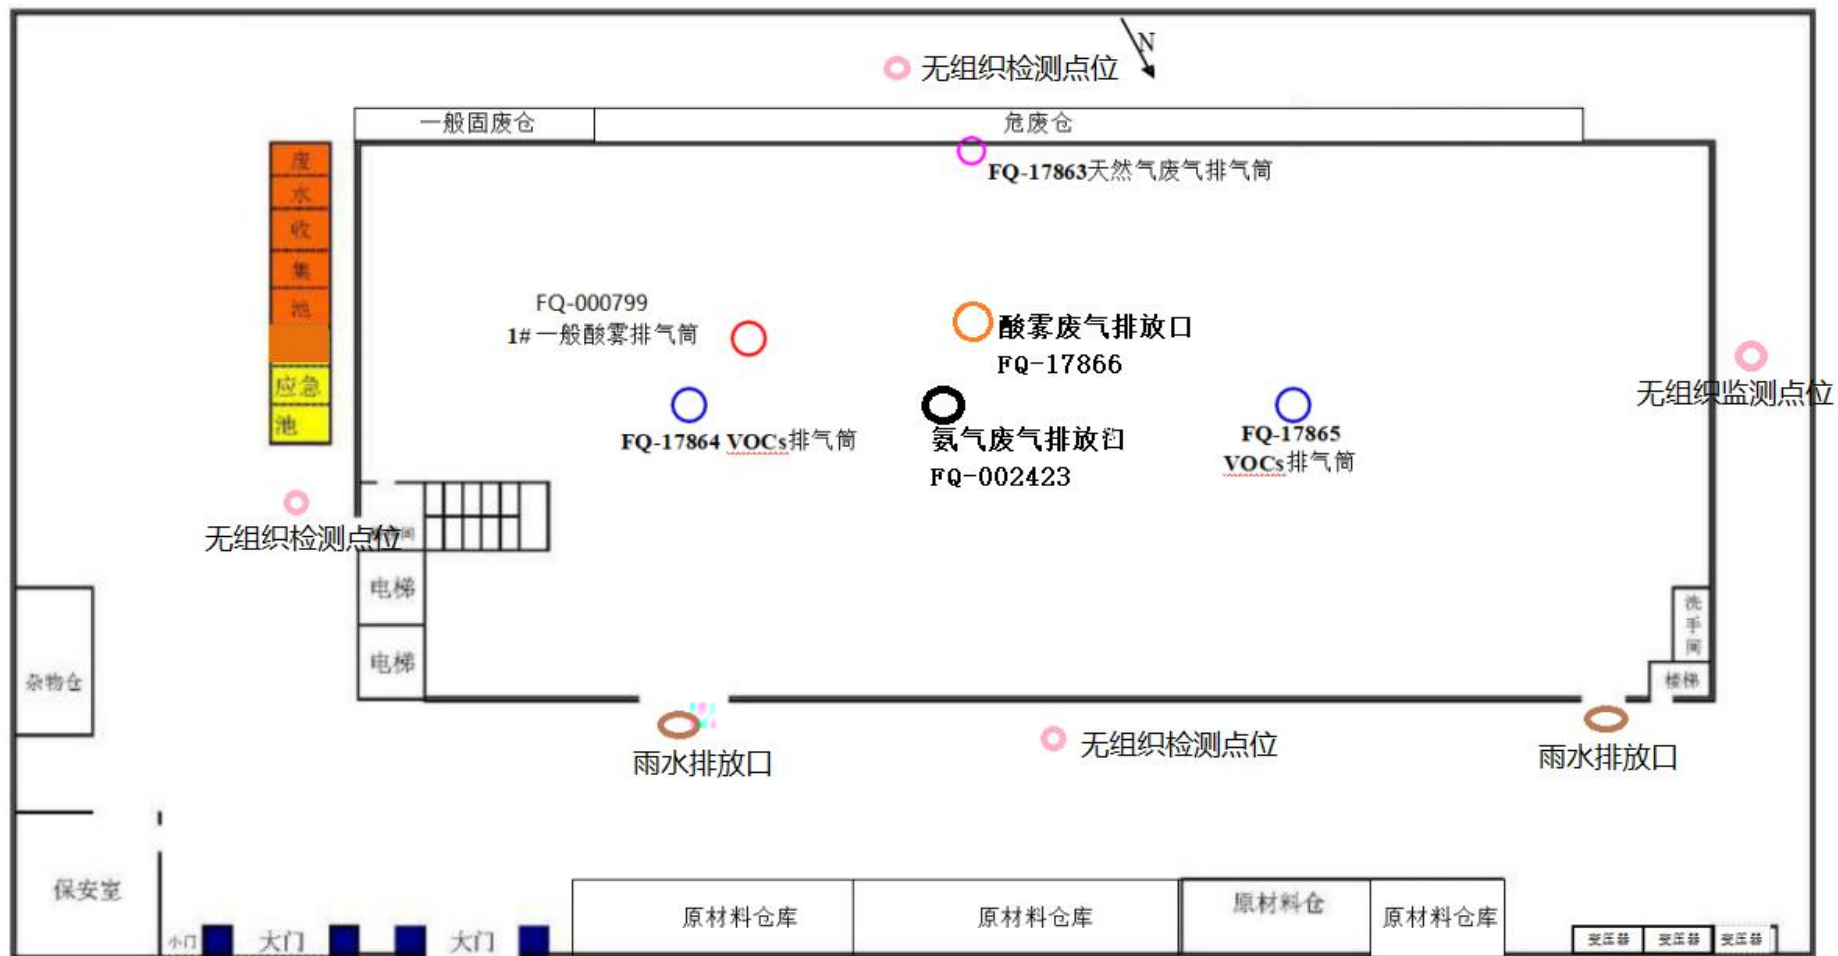 N
无组织检测点位
一般固废仓
危废仓
FQ-17863天然气废气排气筒
废
水
收
集
池
应急
池
FQ-000799
1#一般酸雾排气筒
酸雾废气排放口
FQ-17866
无组织监测点位
FQ-17864 VOCs排气筒
氨气废气排放口
FQ-002423
FQ-17865
VOCs排气筒
无组织检测点位
电梯
电梯
洗
手
间
楼梯
杂物仓
雨水排放口
无组织检测点位
雨水排放口
保安室
小门
大门
大门
原材料仓库
原材料仓库
原材料仓
原材料仓库
变压器
变压器
变压器